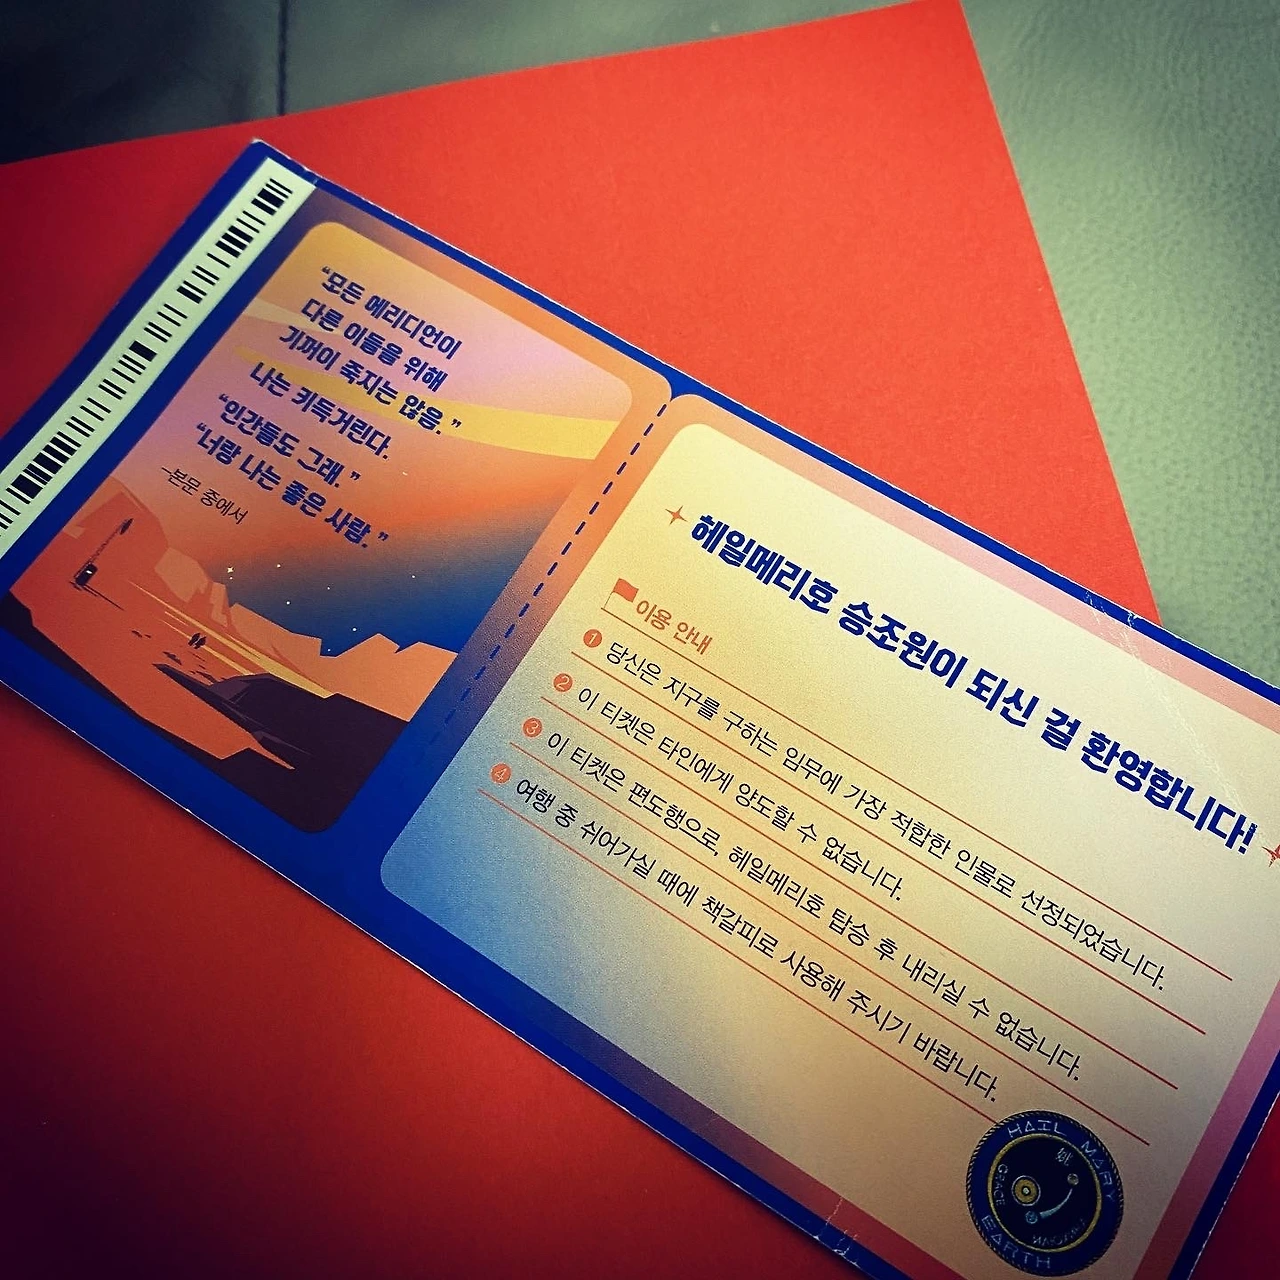 “모든 에리디언이
다른 이들을 위해
기꺼이 죽지는 않음.”
나는 키득거린다.
“인간들도 그래.”
“너랑 나는 좋은 사람.”
—본문 중에서
헤일메리호 승조원이 되신 걸 환영합니다!
이용 안내
1 당신은 지구를 구하는 임무에 가장 적합한 인물로 선정되었습니다.
2 이 티켓은 타인에게 양도할 수 없습니다.
3 이 티켓은 편도행으로, 헤일메리호 탑승 후 내리실 수 없습니다.
4 여행 중 쉬어가실 때에 책갈피로 사용해 주시기 바랍니다.
HAIL MARY
GRACE
EARTH